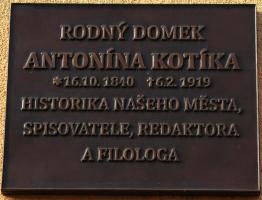 RODNÝ DOMEK
ANTONÍNA KOTÍKA
*16.10.1840 †6.2.1919
HISTORIKA NAŠEHO MĚSTA,
SPISOVATELE, REDAKTORA
A FILOLOGA